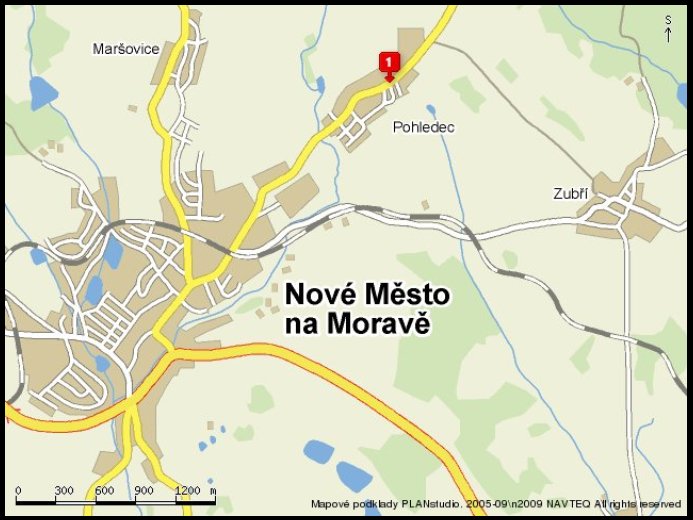 S
Maršovice
1
Pohledec
Zubří
Nové Město
na Moravě
0 300 600 900 1200 m
Mapové podklady PLANstudio. 2005-09\n2009 NAVTEQ All rights reserved